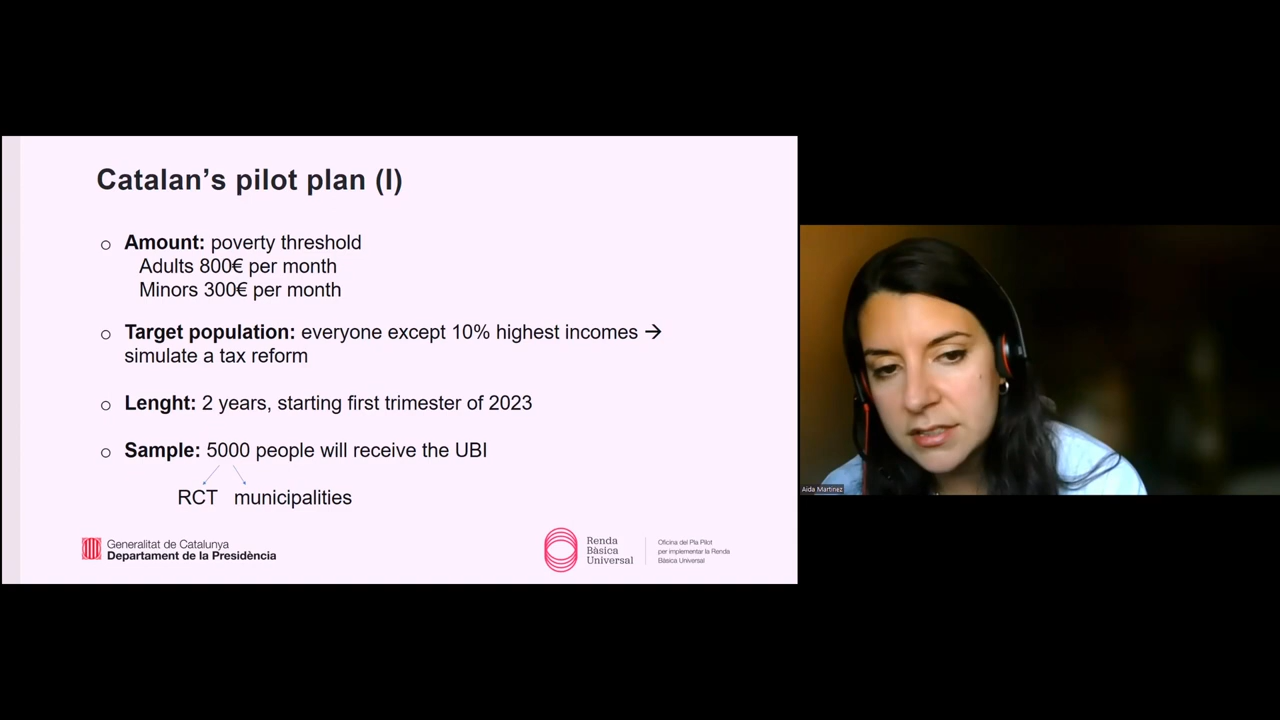 Catalan's pilot plan (I)
o Amount: poverty threshold
Adults 800€ per month
Minors 300€ per month
o Target population: everyone except 10% highest incomes →
simulate a tax reform
o Lenght: 2 years, starting first trimester of 2023
o Sample: 5000 people will receive the UBI
RCT municipalities
Generalitat de Catalunya
Departament de la Presidència
Renda
Bàsica
Universal
Oficina del Pla Pilot
per implementar la Renda
Bàsica Universal
Aida Martinez